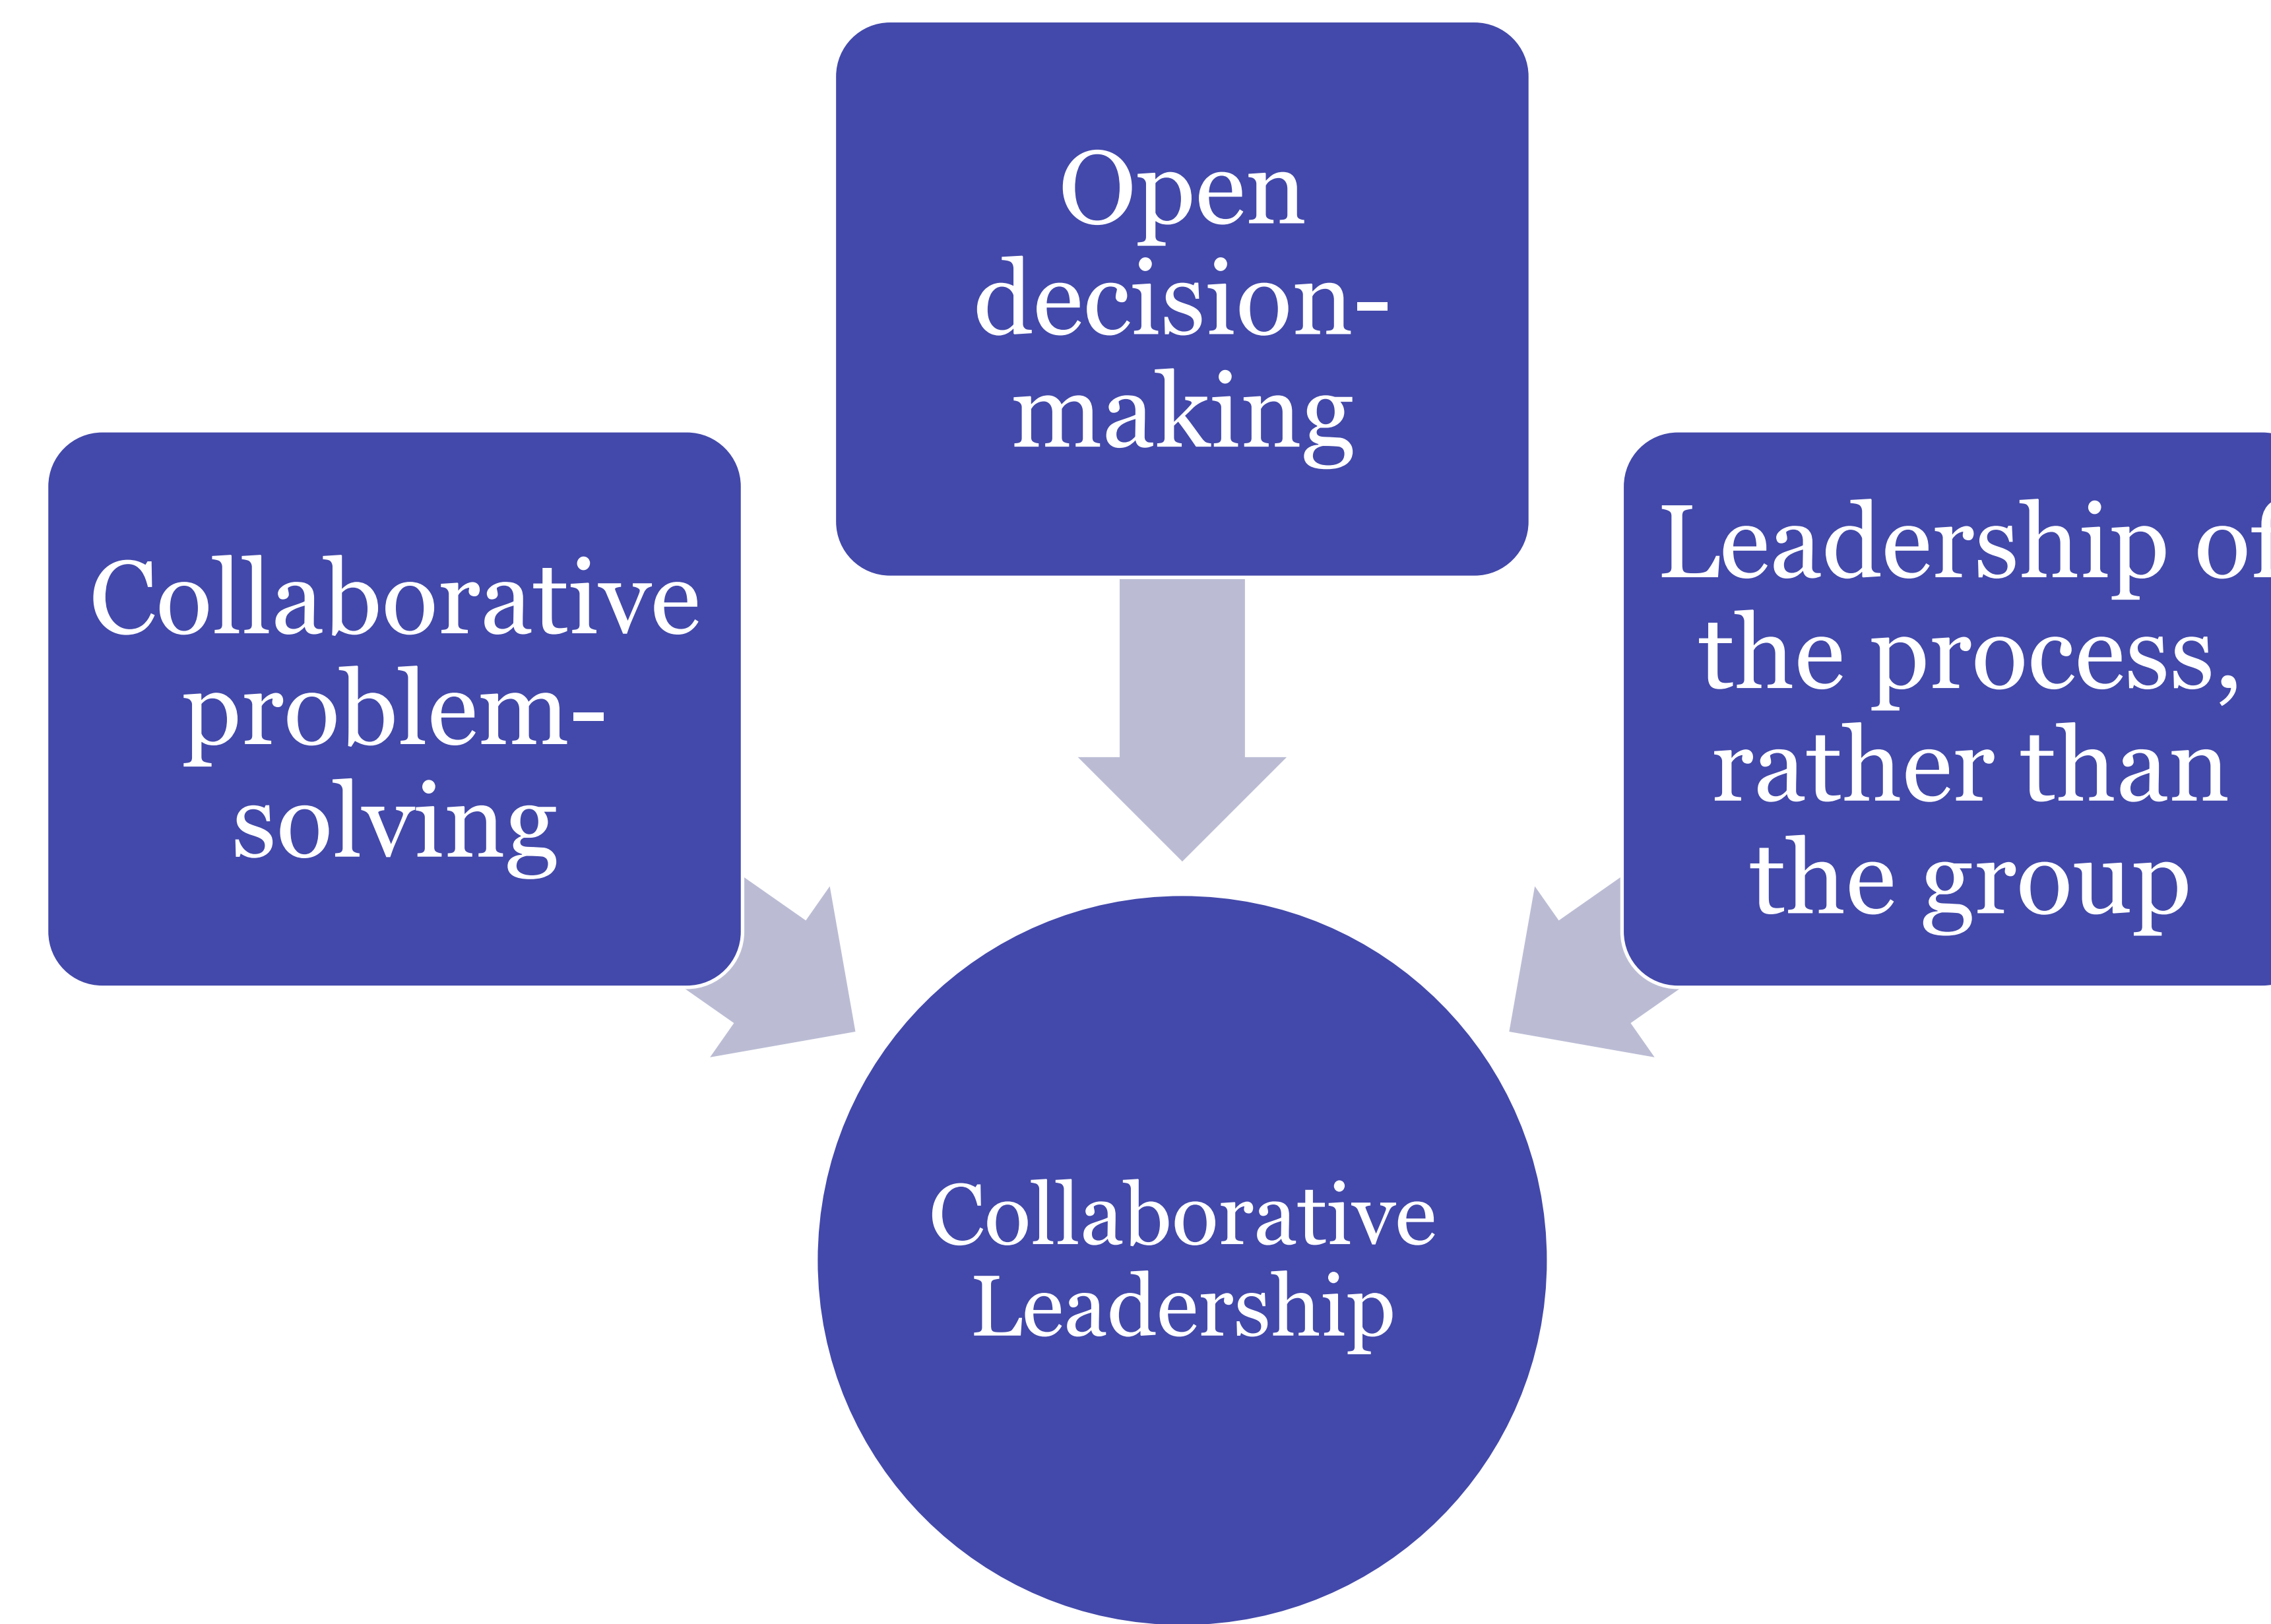 Open
decision-
making
Collaborative
problem-
solving
Leadership of
the process,
rather than
the group
Collaborative
Leadership